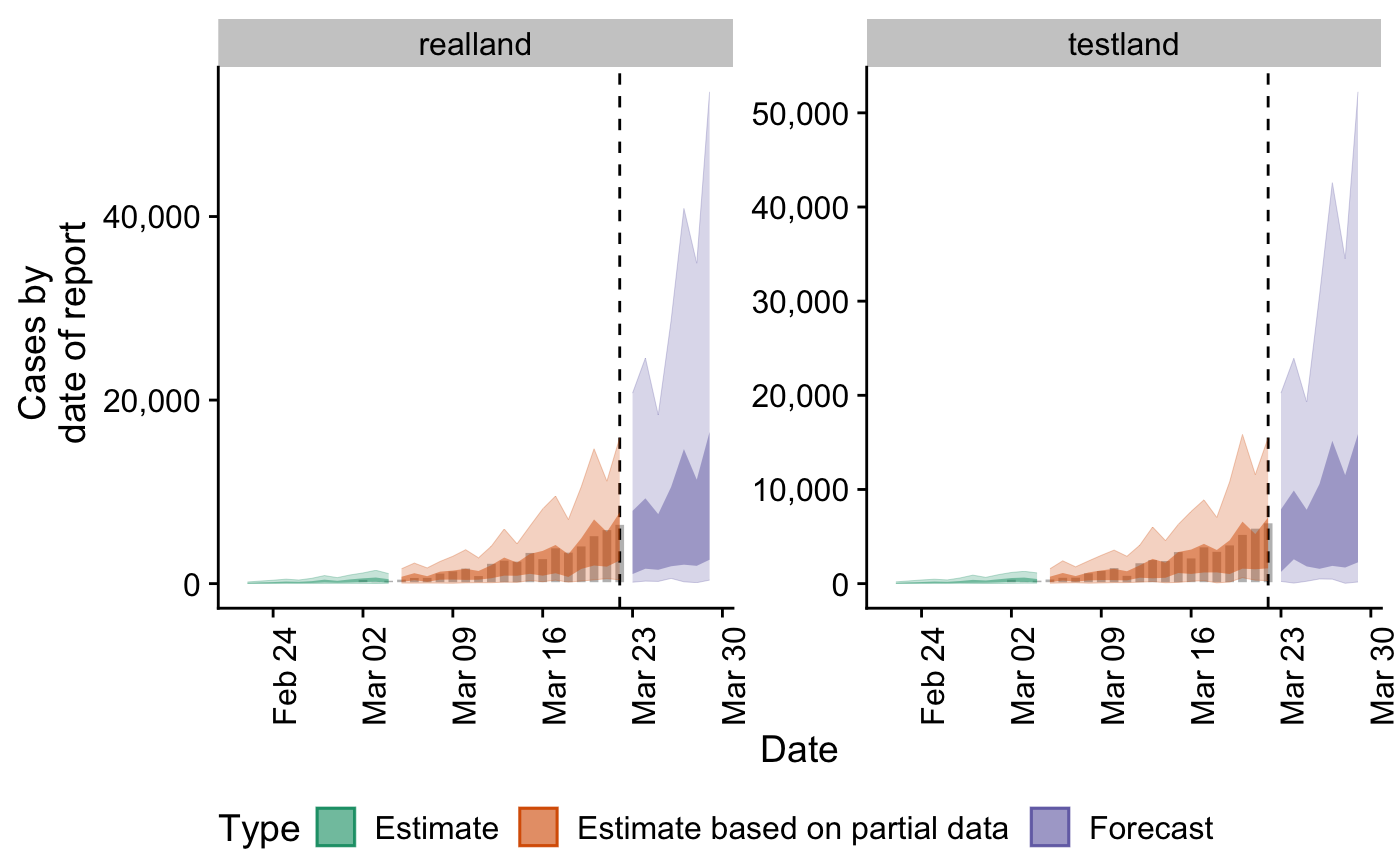 realland
testland
Cases by
date of report
40,000
20,000
0
50,000
40,000
30,000
20,000
10,000
0
Feb 24
Mar 02
Mar 09
Mar 16
Mar 23
Mar 30
Feb 24
Mar 02
Mar 09
Mar 16
Mar 23
Mar 30
Date
Type Estimate Estimate based on partial data Forecast